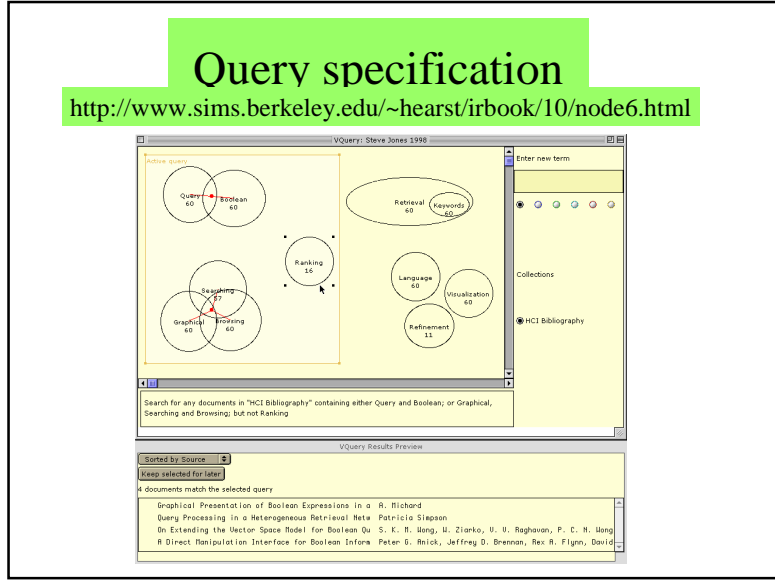 Query specification
http://www.sims.berkeley.edu/~hearst/irbook/10/node6.html
VQuery: Steve Jones 1998
Active query
Query
60
Boolean
60
Ranking
16
Searching
57
Graphical
60
Browsing
60
Retrieval
60
Keywords
60
Language
60
Visualization
60
Refinement
11
Enter new term
Collections
HCI Bibliography
Search for any documents in "HCI Bibliography" containing either Query and Boolean; or Graphical,
Searching and Browsing; but not Ranking
VQuery Results Preview
Sorted by Source
Keep selected for later
4 documents match the selected query
Graphical Presentation of Boolean Expressions in a A. Michard
Query Processing in a Heterogeneous Retrieval Netw Patricia Simpson
On Extending the Vector Space Model for Boolean Qu S. K. M. Wong, W. Ziarko, V. V. Raghavan, P. C. N. Wong
A Direct Manipulation Interface for Boolean Inform Peter G. Anick, Jeffrey D. Brennan, Rex A. Flynn, David